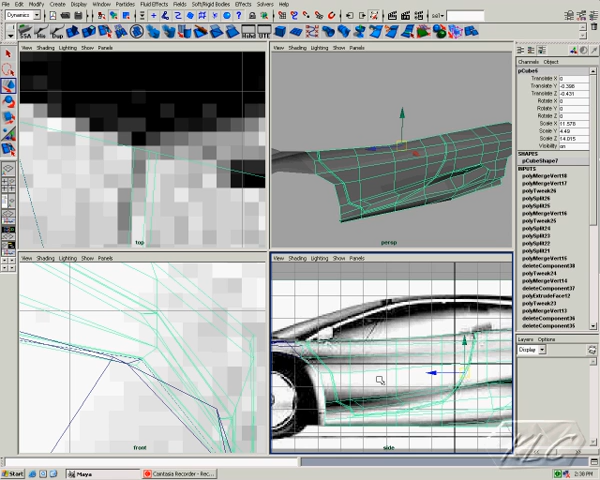 File Edit Modify Create Display Window Particles Fluid Effects Fields Soft/Rigid Bodies Effects Solvers Help
Dynamics
sel*
SSA His Dup
View Shading Lighting Show Panels
top
View Shading Lighting Show Panels
persp
View Shading Lighting Show Panels
front
View Shading Lighting Show Panels
side
Channels Object
pCube6
Translate X 0
Translate Y -0.398
Translate Z -0.431
Rotate X 0
Rotate Y 0
Rotate Z 0
Scale X 11.578
Scale Y 4.49
Scale Z 14.015
Visibility on
SHAPES
pCubeShape7
INPUTS
polyMergeVert18
polyMergeVert17
polyTweak26
polySplit26
polySplit25
polyMergeVert16
polyTweak25
polySplit24
polySplit23
polySplit22
polySplit21
polyMergeVert15
deleteComponent38
polyTweak24
deleteComponent37
polyExtrudeFace12
polyTweak23
deleteComponent36
Layers Options
Display
YLG
Start
Maya
Camtasia Recorder - Rec...
2:38 PM